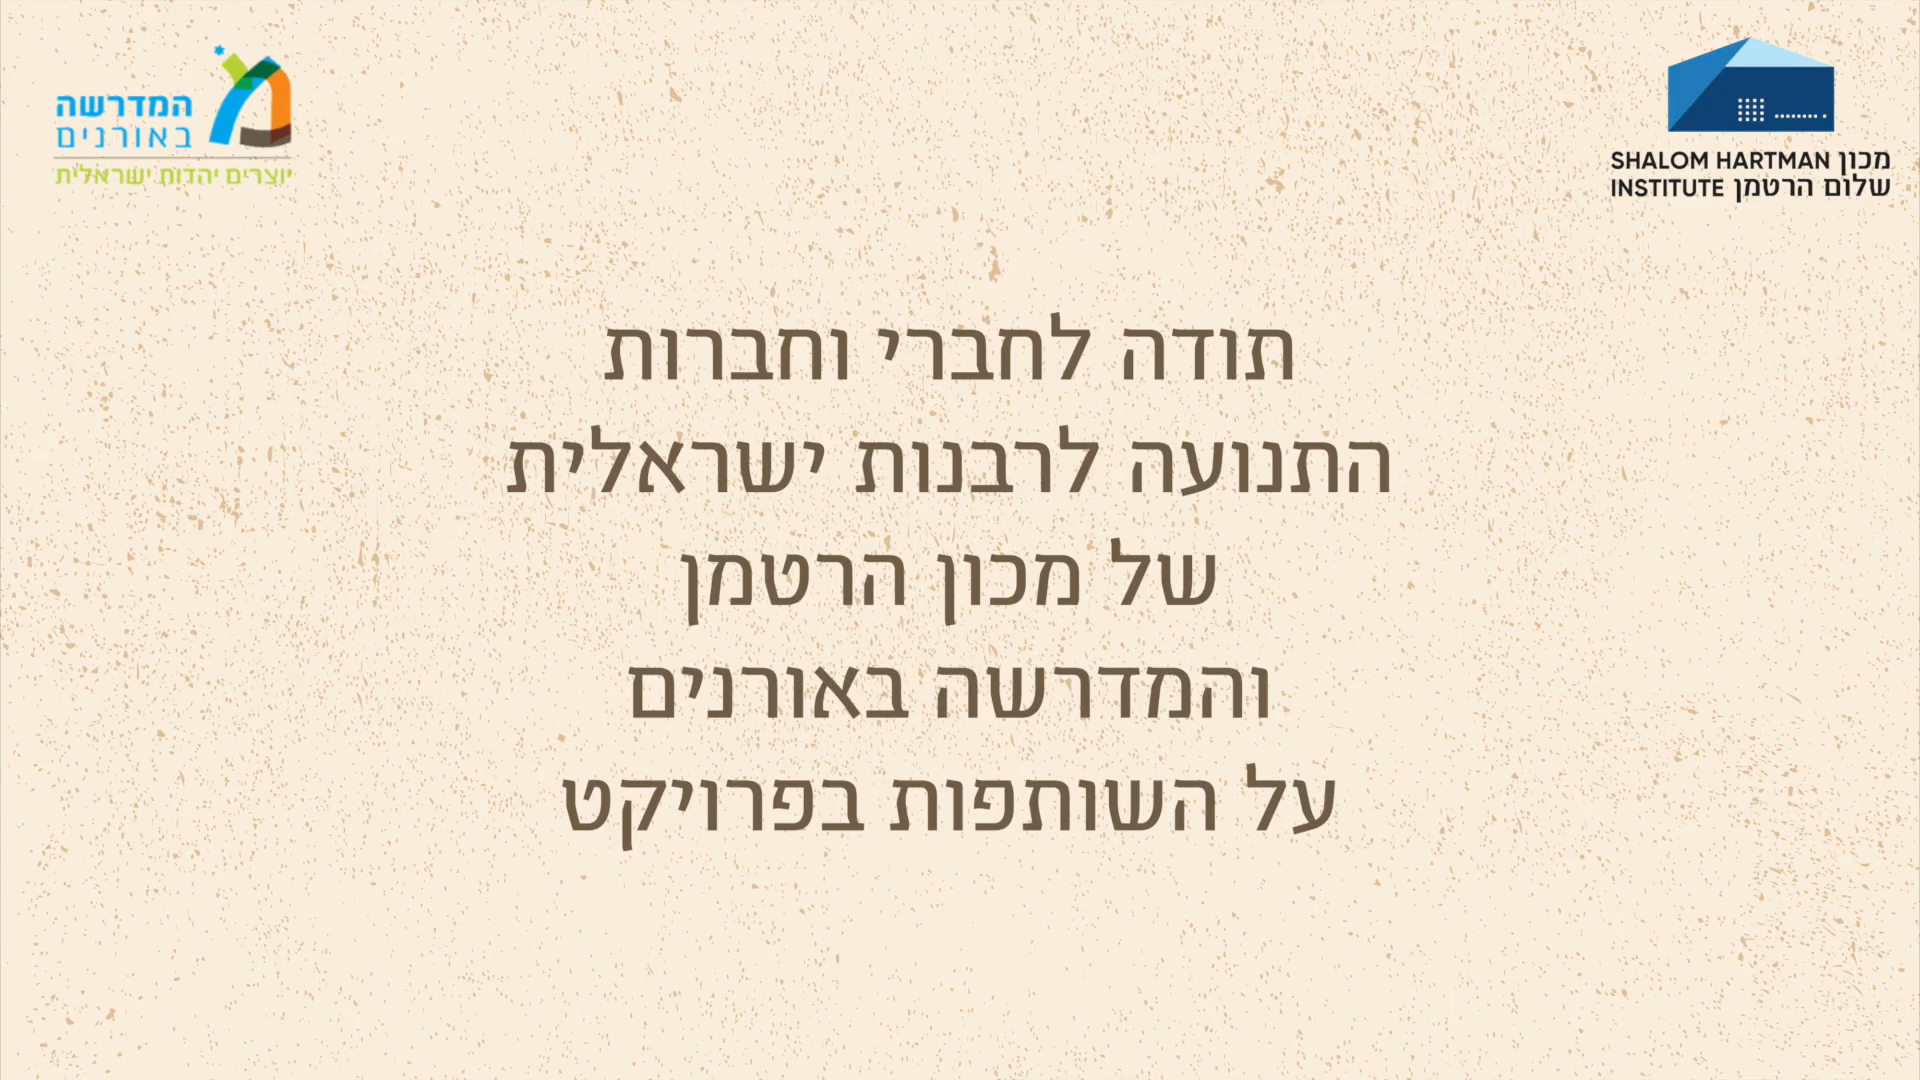 המדרשה
באורנים
יוצרים יהדות ישראלית
SHALOM HARTMAN מכון
INSTITUTE שלום הרטמן
תודה לחברי וחברות
התנועה לרבנות ישראלית
של מכון הרטמן
והמדרשה באורנים
על השותפות בפרויקט